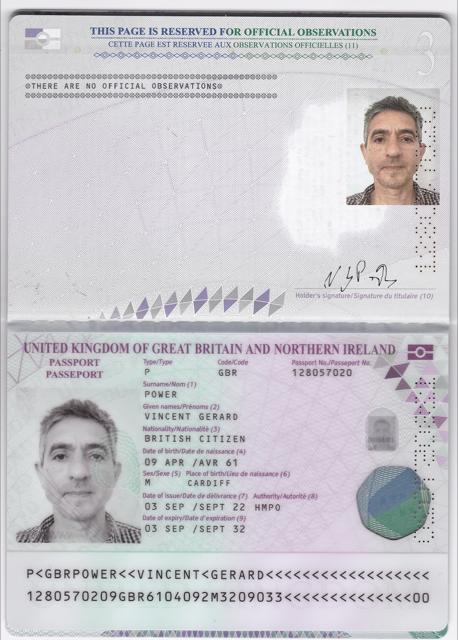 THIS PAGE IS RESERVED FOR OFFICIAL OBSERVATIONS
CETTE PAGE EST RESERVEE AUX OBSERVATIONS OFFICIELLES (11)
3
THERE ARE NO OFFICIAL OBSERVATIONS
Holder's signature/Signature du titulaire (10)
UNITED KINGDOM OF GREAT BRITAIN AND NORTHERN IRELAND
PASSPORT
PASSEPORT
Type/Type Code/Code Passport No./Passeport No.
P GBR 128057020
Surname/Nom (1)
POWER
Given names/Prénoms (2)
VINCENT GERARD
Nationality/Nationalité (3)
BRITISH CITIZEN
Date of birth/Date de naissance (4)
09 APR /AVR 61
Sex/Sexe (5) Place of birth/Lieu de naissance (6)
M CARDIFF
Date of issue/Date de délivrance (7) Authority/Autorité (8)
03 SEP /SEPT 22 HMPO
Date of expiry/Date d'expiration (9)
03 SEP /SEPT 32
P<GBRPOWER<<VINCENT<GERARD<<<<<<<<<<<<<<<<<<
1280570209GBR6104092M3209033<<<<<<<<<<<<<<00